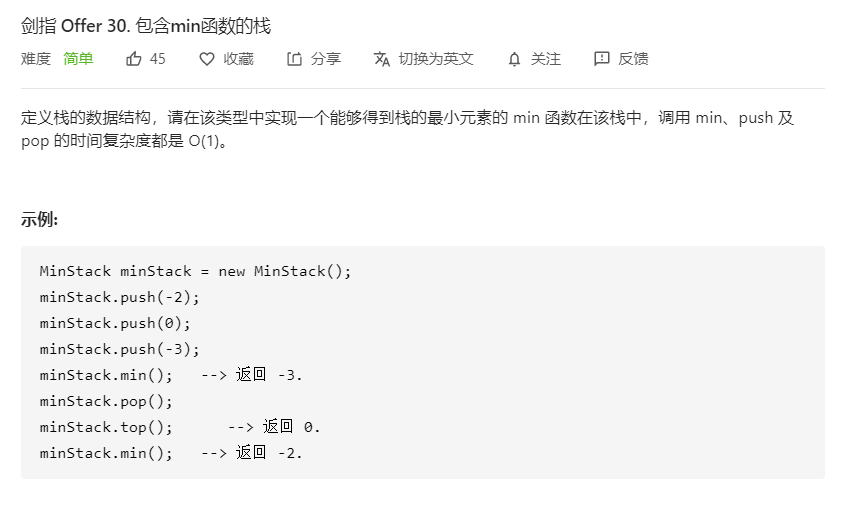 剑指 Offer 30. 包含min函数的栈
难度 简单 45 收藏 分享 切换为英文 关注 反馈
定义栈的数据结构，请在该类型中实现一个能够得到栈的最小元素的 min 函数在该栈中，调用 min、push 及
pop 的时间复杂度都是 O(1)。
示例:
MinStack minStack = new MinStack();
minStack.push(-2);
minStack.push(0);
minStack.push(-3);
minStack.min();   --> 返回 -3.
minStack.pop();
minStack.top();      --> 返回 0.
minStack.min();   --> 返回 -2.